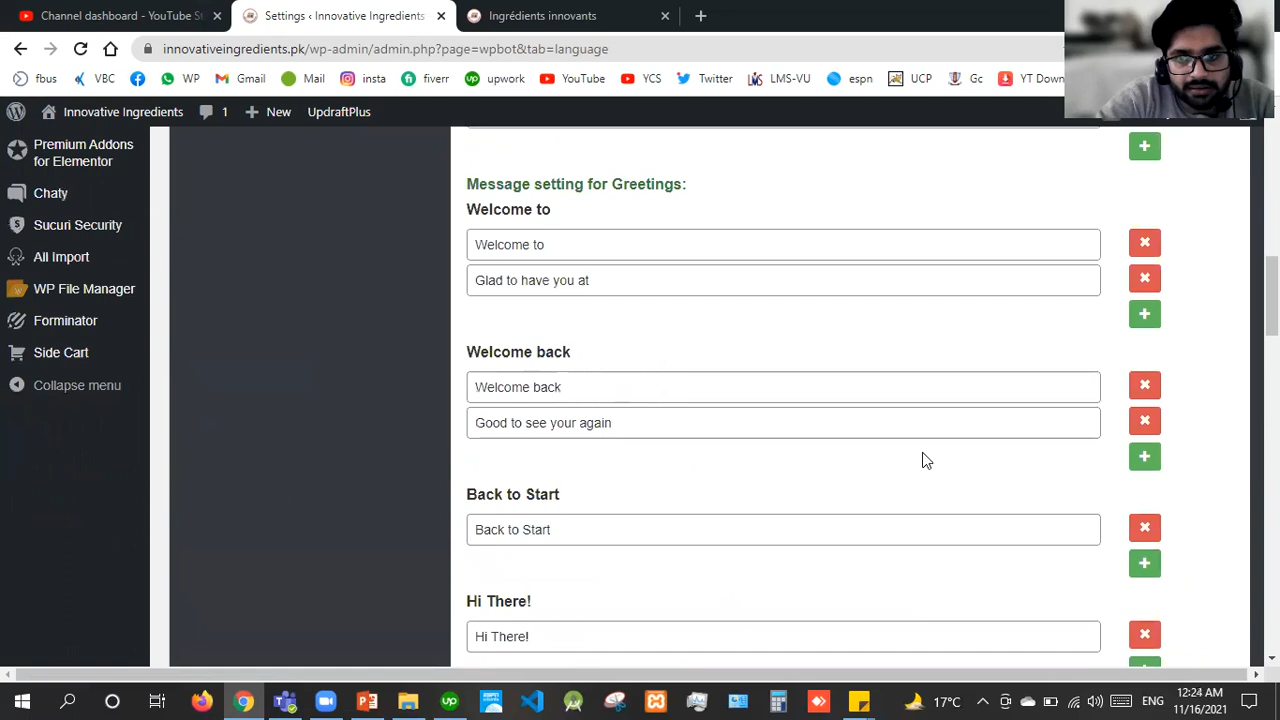 Channel dashboard - YouTube St
Settings ‹ Innovative Ingredients
Ingrédients innovants
innovativeingredients.pk/wp-admin/admin.php?page=wpbot&tab=language
fbus
VBC
WP
Gmail
Mail
insta
fiverr
upwork
YouTube
YCS
Twitter
LMS-VU
espn
UCP
Gc
YT Down
Innovative Ingredients
1
New
UpdraftPlus
Premium Addons
for Elementor
Chaty
Sucuri Security
All Import
WP File Manager
Forminator
Side Cart
Collapse menu
Message setting for Greetings:
Welcome to
Welcome to
Glad to have you at
Welcome back
Welcome back
Good to see your again
Back to Start
Back to Start
Hi There!
Hi There!
17°C
ENG
12:24 AM
11/16/2021